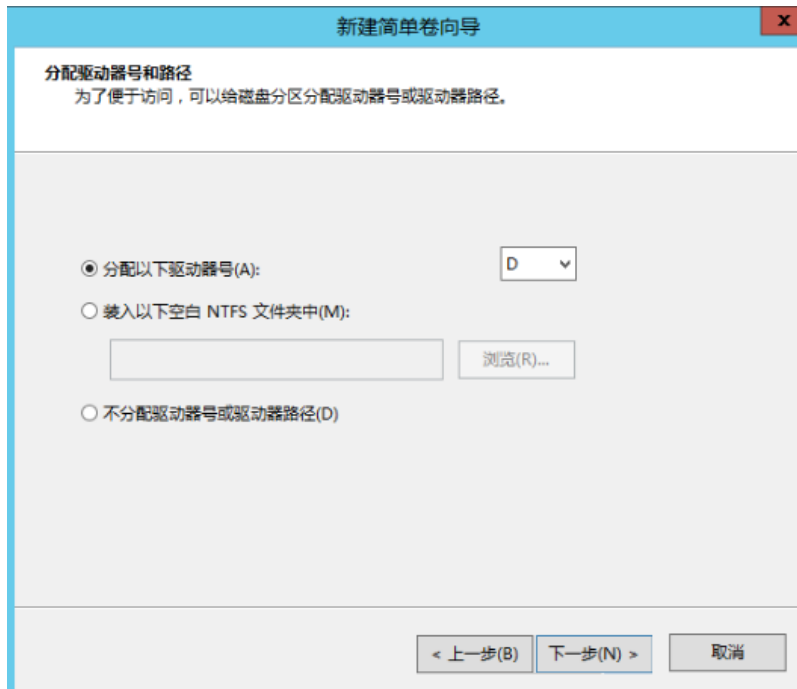 新建简单卷向导
x
分配驱动器号和路径
为了便于访问，可以给磁盘分区分配驱动器号或驱动器路径。
分配以下驱动器号(A): D
装入以下空白 NTFS 文件夹中(M):
浏览(R)...
不分配驱动器号或驱动器路径(D)
< 上一步(B) 下一步(N) > 取消